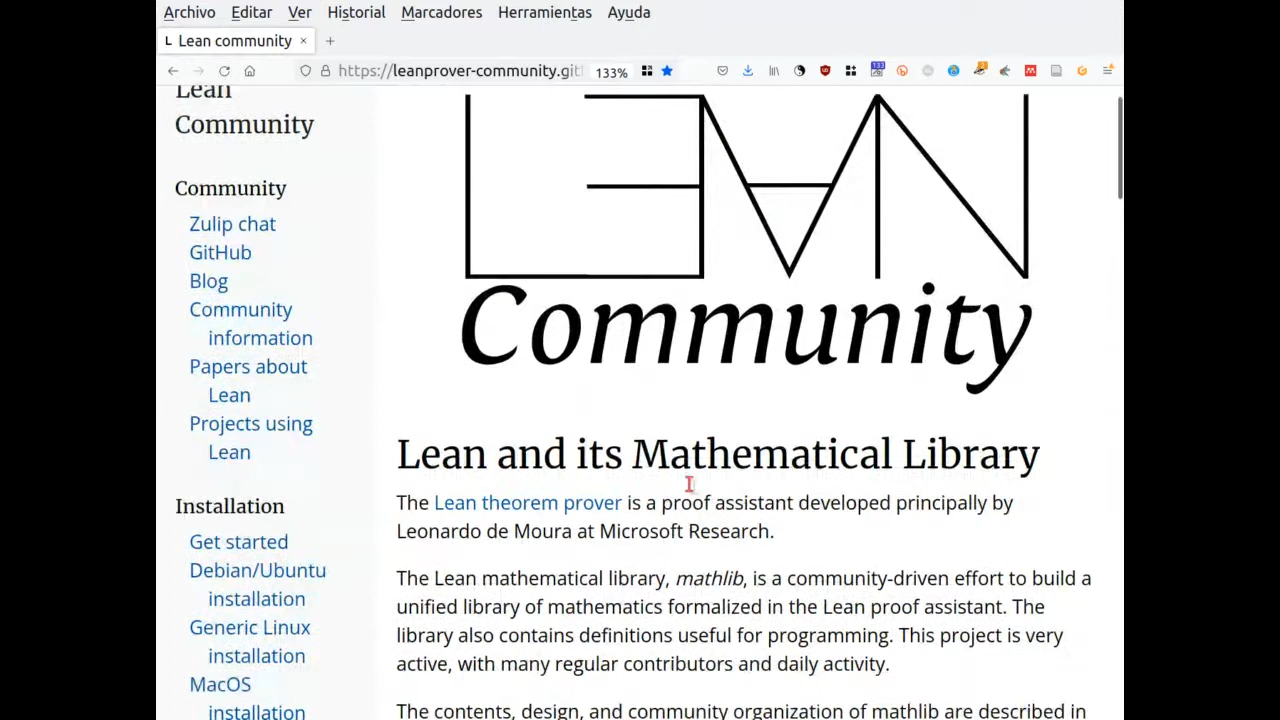 Archivo Editar Ver Historial Marcadores Herramientas Ayuda
L Lean community × +
https://leanprover-community.git 133% 133
Lean
Community
Community
Zulip chat
GitHub
Blog
Community
information
Papers about
Lean
Projects using
Lean
Installation
Get started
Debian/Ubuntu
installation
Generic Linux
installation
MacOS
installation
LEAN
Community
Lean and its Mathematical Library
The Lean theorem prover is a proof assistant developed principally by
Leonardo de Moura at Microsoft Research.
The Lean mathematical library, mathlib, is a community-driven effort to build a
unified library of mathematics formalized in the Lean proof assistant. The
library also contains definitions useful for programming. This project is very
active, with many regular contributors and daily activity.
The contents, design, and community organization of mathlib are described in